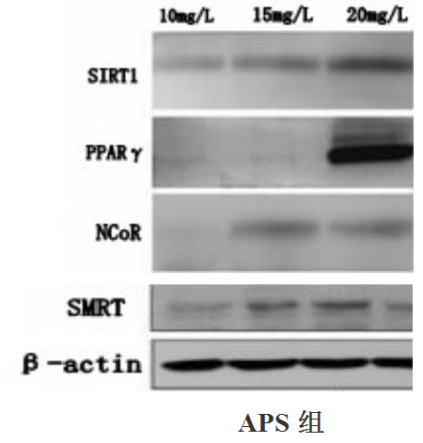 10mg/L 15mg/L 20mg/L
SIRT1
PPARγ
NCoR
SMRT
β-actin
APS 组